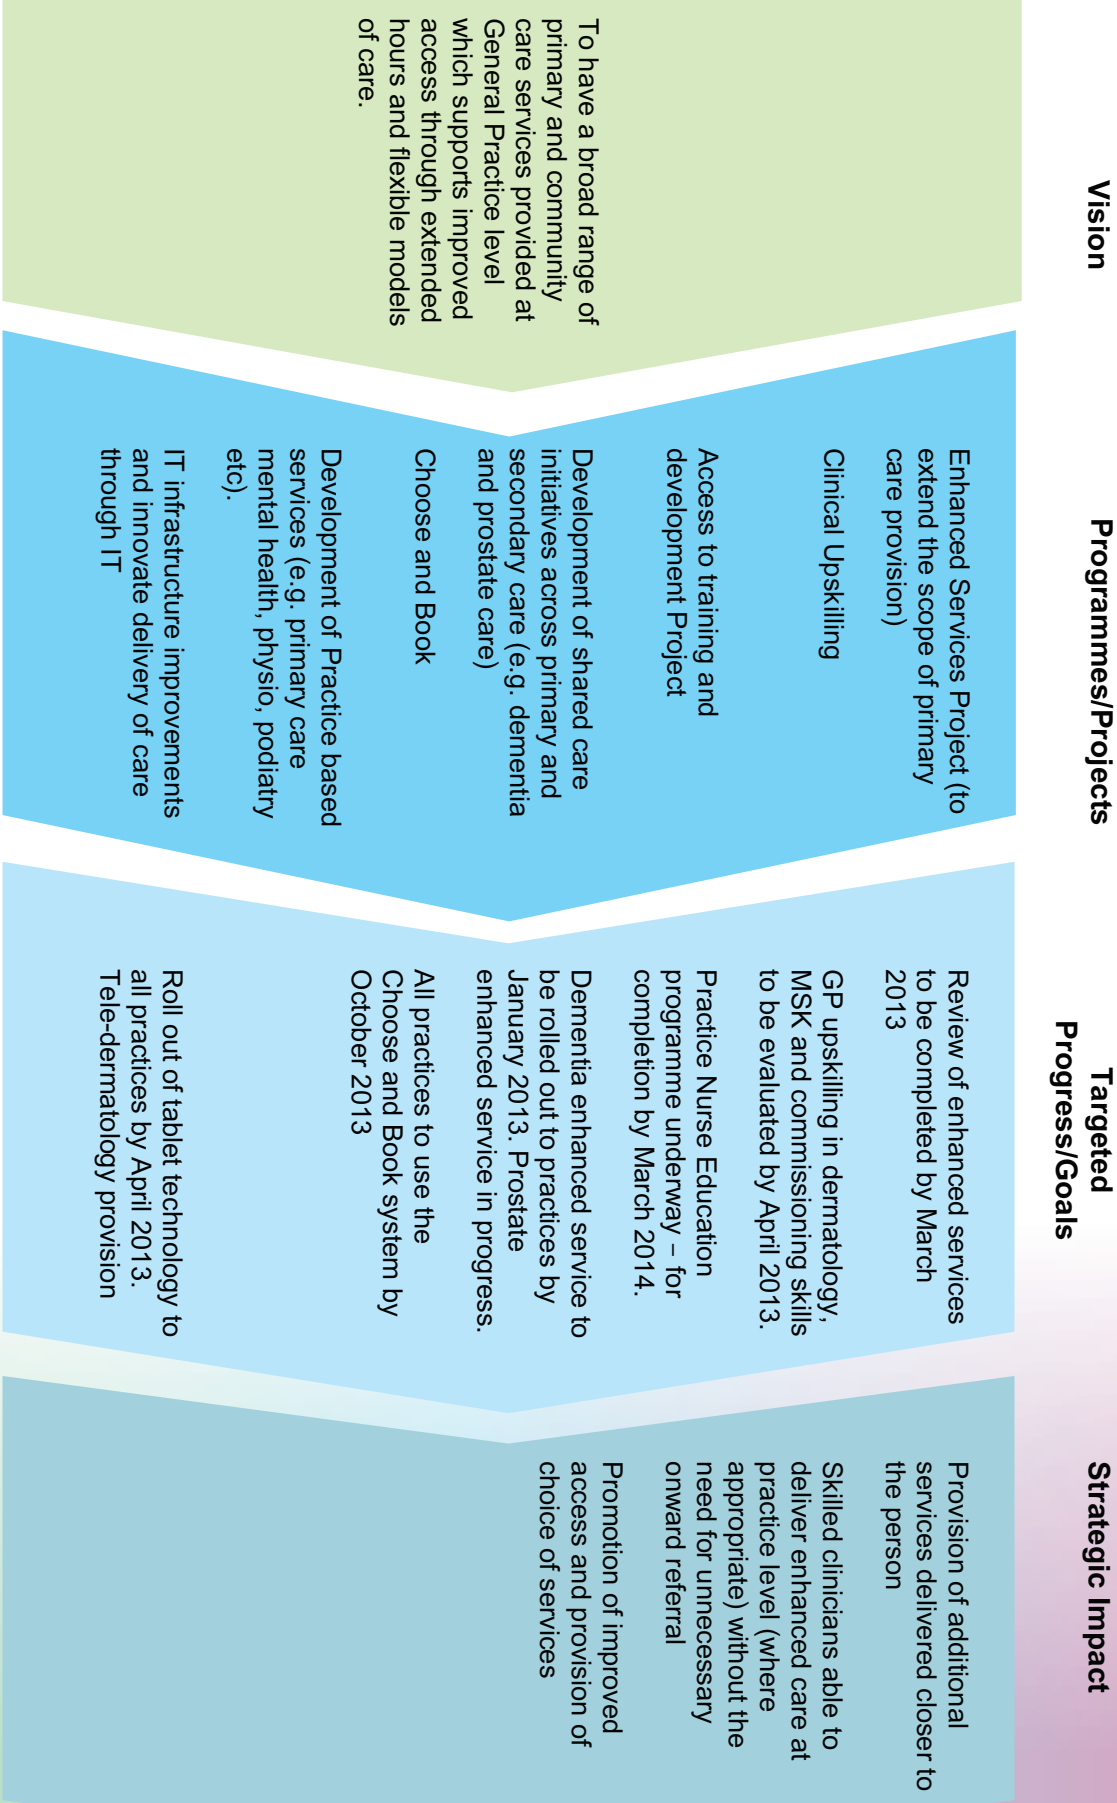 Vision
To have a broad range of
primary and community
care services provided at
General Practice level
which supports improved
access through extended
hours and flexible models
of care.
Programmes/Projects
Enhanced Services Project (to
extend the scope of primary
care provision)
Clinical Upskilling
Access to training and
development Project
Development of shared care
initiatives across primary and
secondary care (e.g. dementia
and prostate care)
Choose and Book
Development of Practice based
services (e.g. primary care
mental health, physio, podiatry
etc).
IT infrastructure improvements
and innovate delivery of care
through IT
Targeted
Progress/Goals
Review of enhanced services
to be completed by March
2013
GP upskilling in dermatology,
MSK and commissioning skills
to be evaluated by April 2013.
Practice Nurse Education
programme underway – for
completion by March 2014.
Dementia enhanced service to
be rolled out to practices by
January 2013. Prostate
enhanced service in progress.
All practices to use the
Choose and Book system by
October 2013
Roll out of tablet technology to
all practices by April 2013.
Tele-dermatology provision
Strategic Impact
Provision of additional
services delivered closer to
the person
Skilled clinicians able to
deliver enhanced care at
practice level (where
appropriate) without the
need for unnecessary
onward referral
Promotion of improved
access and provision of
choice of services